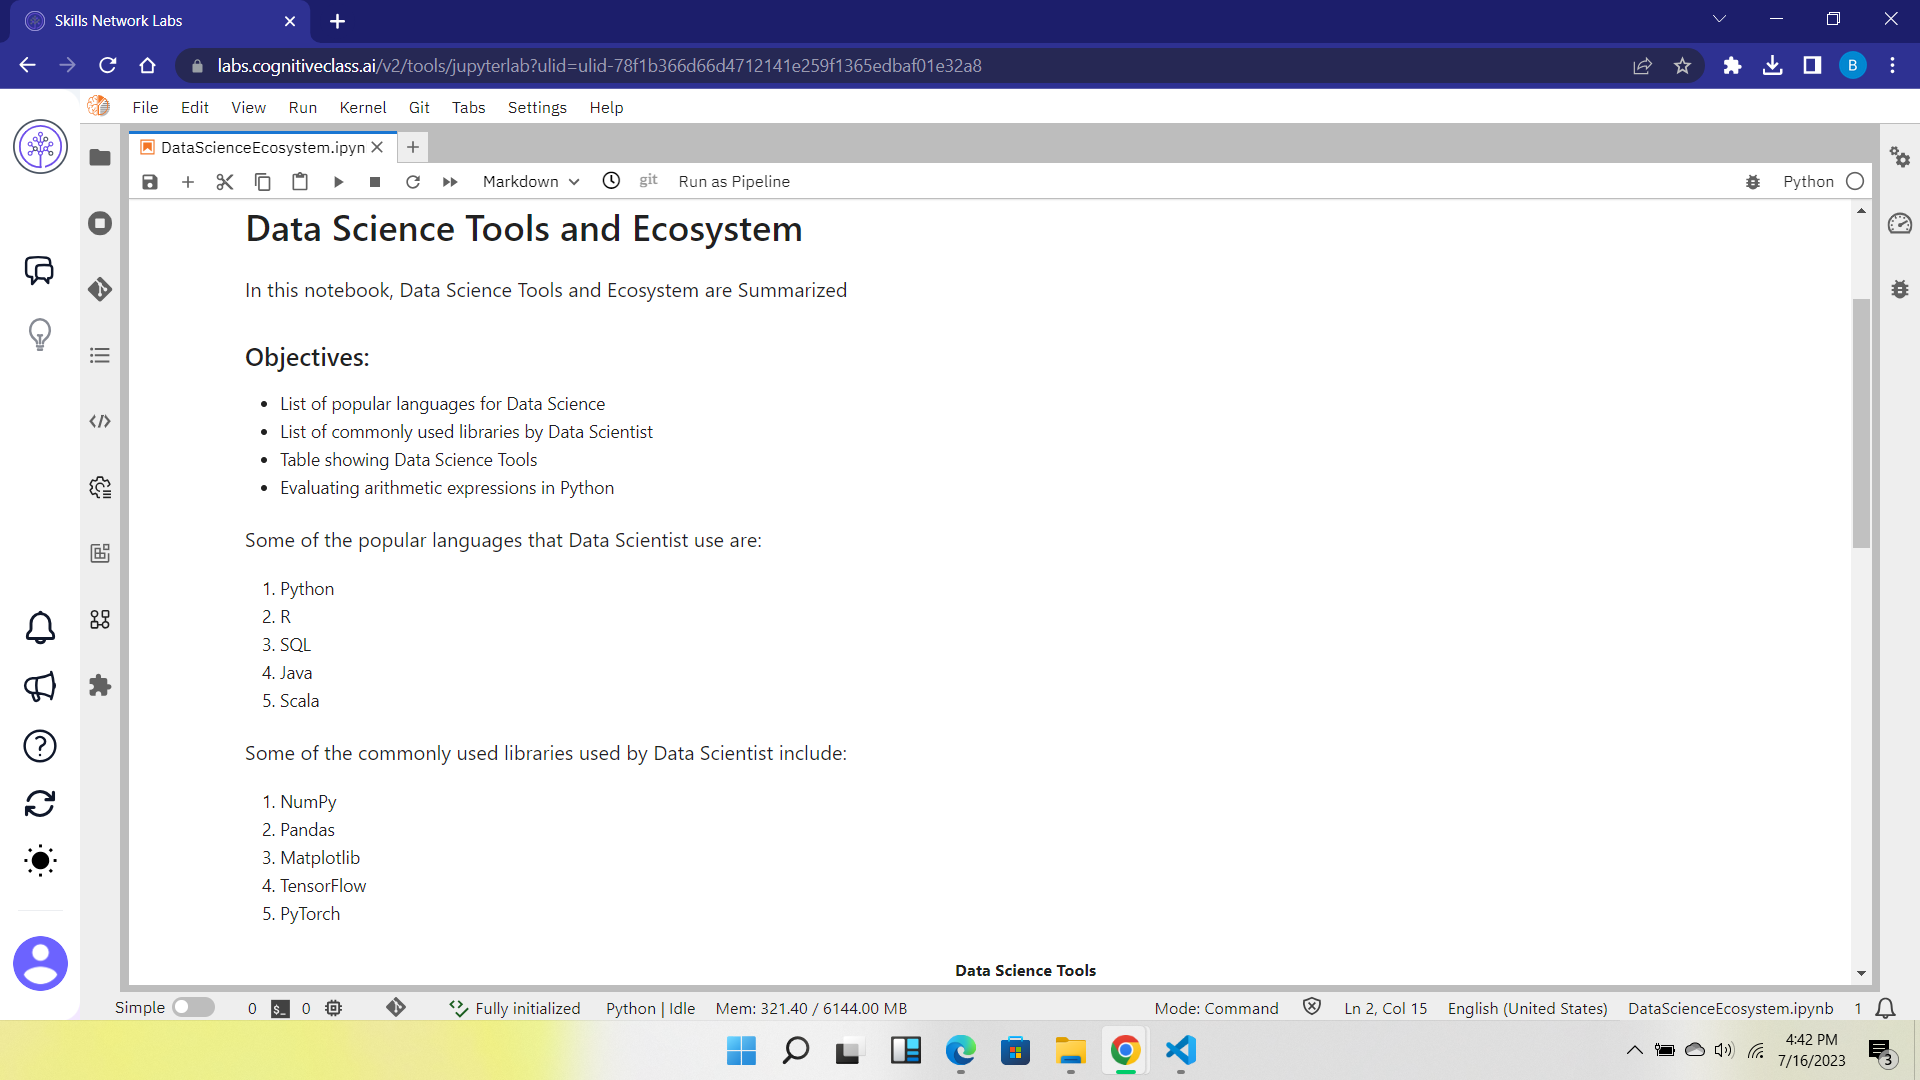 Skills Network Labs
labs.cognitiveclass.ai/v2/tools/jupyterlab?ulid=ulid-78f1b366d66d4712141e259f1365edbaf01e32a8
B
File Edit View Run Kernel Git Tabs Settings Help
DataScienceEcosystem.ipyn
Markdown git Run as Pipeline Python
Data Science Tools and Ecosystem
In this notebook, Data Science Tools and Ecosystem are Summarized
Objectives:
• List of popular languages for Data Science
• List of commonly used libraries by Data Scientist
• Table showing Data Science Tools
• Evaluating arithmetic expressions in Python
Some of the popular languages that Data Scientist use are:
1. Python
2. R
3. SQL
4. Java
5. Scala
Some of the commonly used libraries used by Data Scientist include:
1. NumPy
2. Pandas
3. Matplotlib
4. TensorFlow
5. PyTorch
Data Science Tools
Simple 0 $_ 0 Fully initialized Python | Idle Mem: 321.40 / 6144.00 MB Mode: Command Ln 2, Col 15 English (United States) DataScienceEcosystem.ipynb 1
4:42 PM
7/16/2023
3